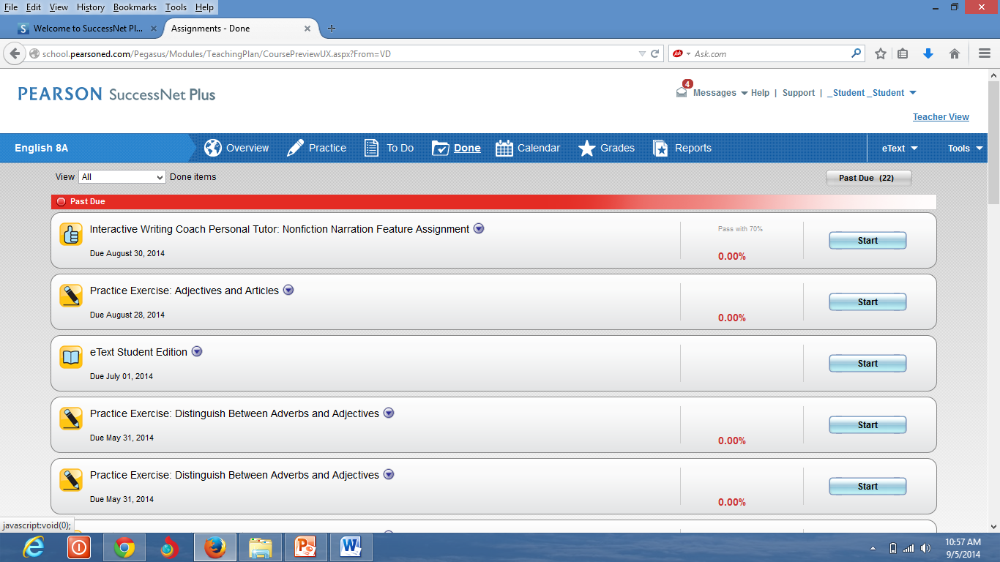 File Edit View History Bookmarks Tools Help
Welcome to SuccessNet Pl... × Assignments - Done ×
school.pearsoned.com/Pegasus/Modules/TeachingPlan/CoursePreviewUX.aspx?From=VD Ask Ask.com
PEARSON SuccessNet Plus 4 Messages Help | Support | _Student _Student
Teacher View
English 8A Overview Practice To Do Done Calendar Grades Reports eText Tools
View All Done items Past Due (22)
Past Due
Interactive Writing Coach Personal Tutor: Nonfiction Narration Feature Assignment Pass with 70%
Due August 30, 2014 0.00% Start
Practice Exercise: Adjectives and Articles
Due August 28, 2014 0.00% Start
eText Student Edition
Due July 01, 2014 Start
Practice Exercise: Distinguish Between Adverbs and Adjectives
Due May 31, 2014 0.00% Start
Practice Exercise: Distinguish Between Adverbs and Adjectives
Due May 31, 2014 0.00% Start
javascript:void(0);
10:57 AM
9/5/2014